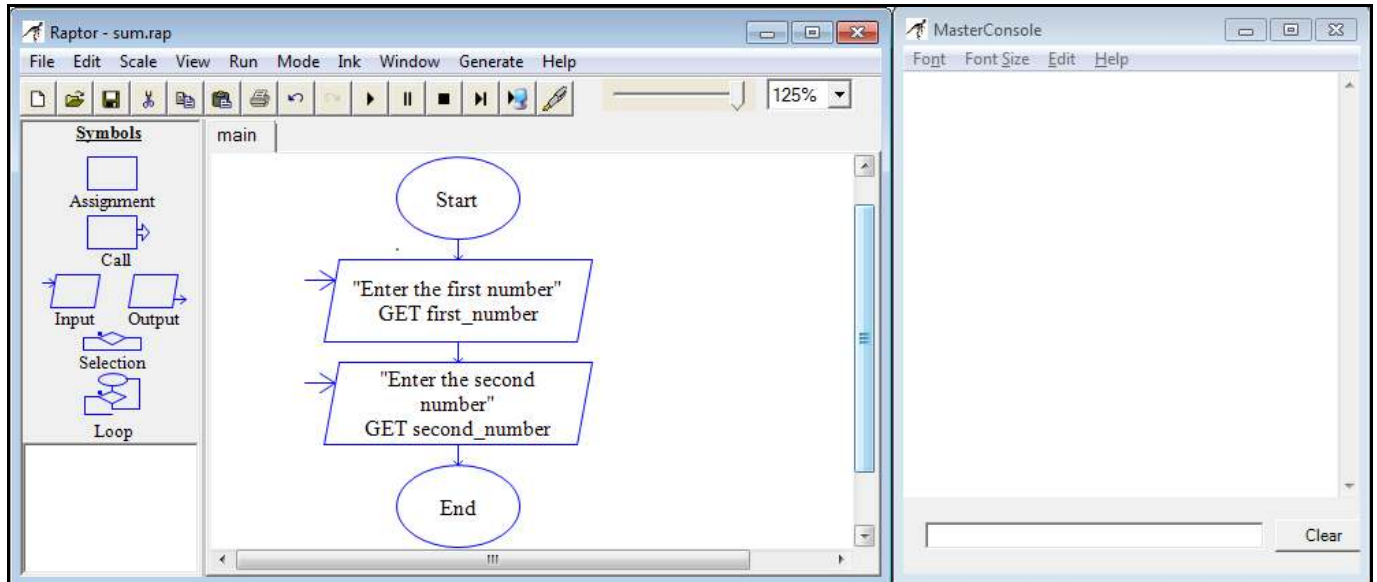 Raptor - sum.rap
File Edit Scale View Run Mode Ink Window Generate Help
125%
Symbols
Assignment
Call
Input Output
Selection
Loop
main
Start
"Enter the first number"
GET first_number
"Enter the second
number"
GET second_number
End
MasterConsole
Font Font Size Edit Help
Clear